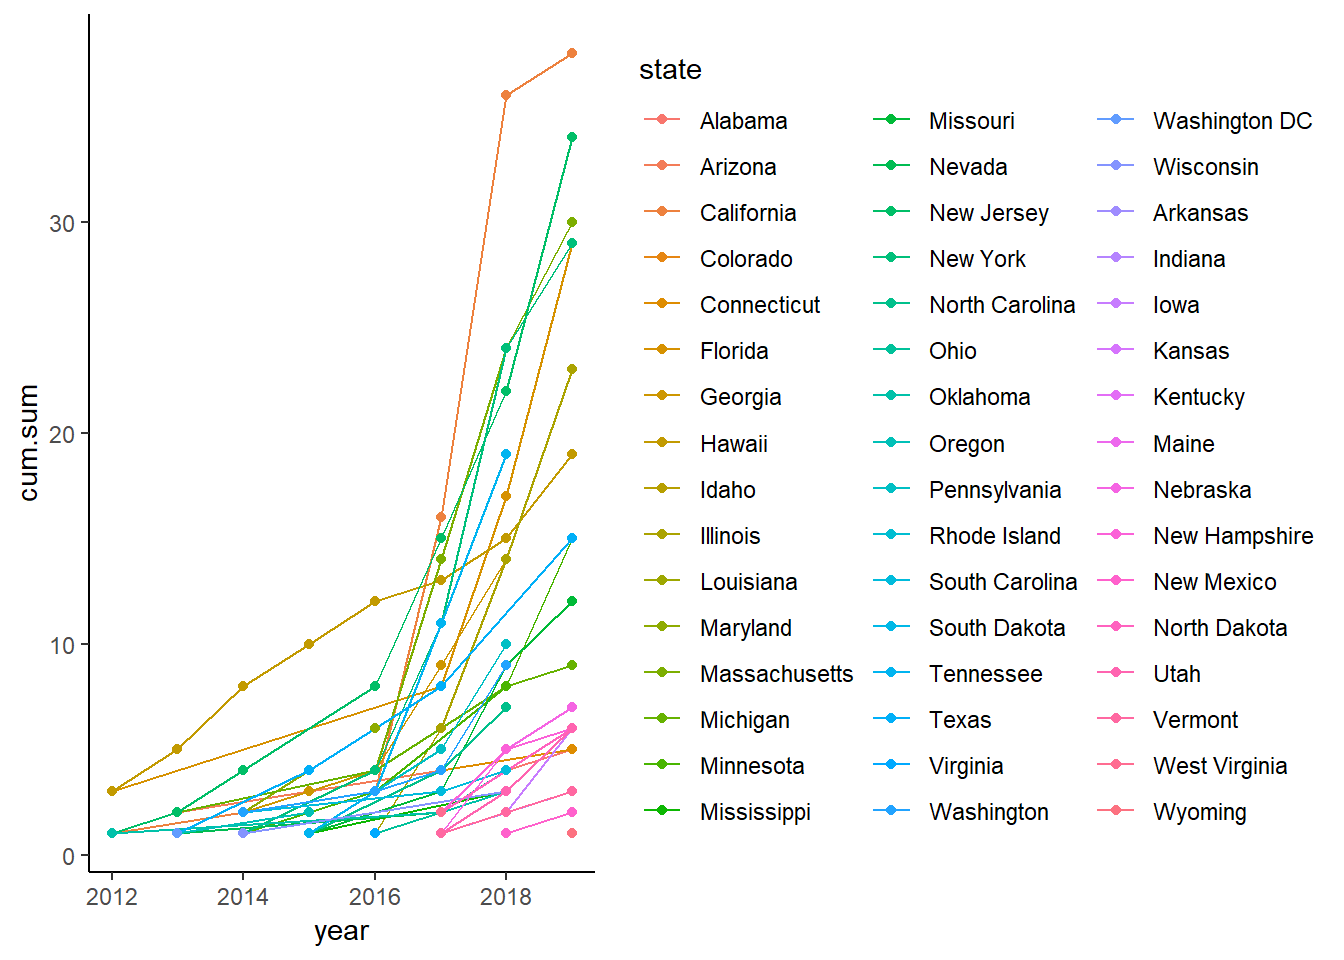 state
Alabama
Arizona
California
Colorado
Connecticut
Florida
Georgia
Hawaii
Idaho
Illinois
Louisiana
Maryland
Massachusetts
Michigan
Minnesota
Mississippi
Missouri
Nevada
New Jersey
New York
North Carolina
Ohio
Oklahoma
Oregon
Pennsylvania
Rhode Island
South Carolina
South Dakota
Tennessee
Texas
Virginia
Washington
Washington DC
Wisconsin
Arkansas
Indiana
Iowa
Kansas
Kentucky
Maine
Nebraska
New Hampshire
New Mexico
North Dakota
Utah
Vermont
West Virginia
Wyoming
cum.sum
30
20
10
0
2012 2014 2016 2018
year